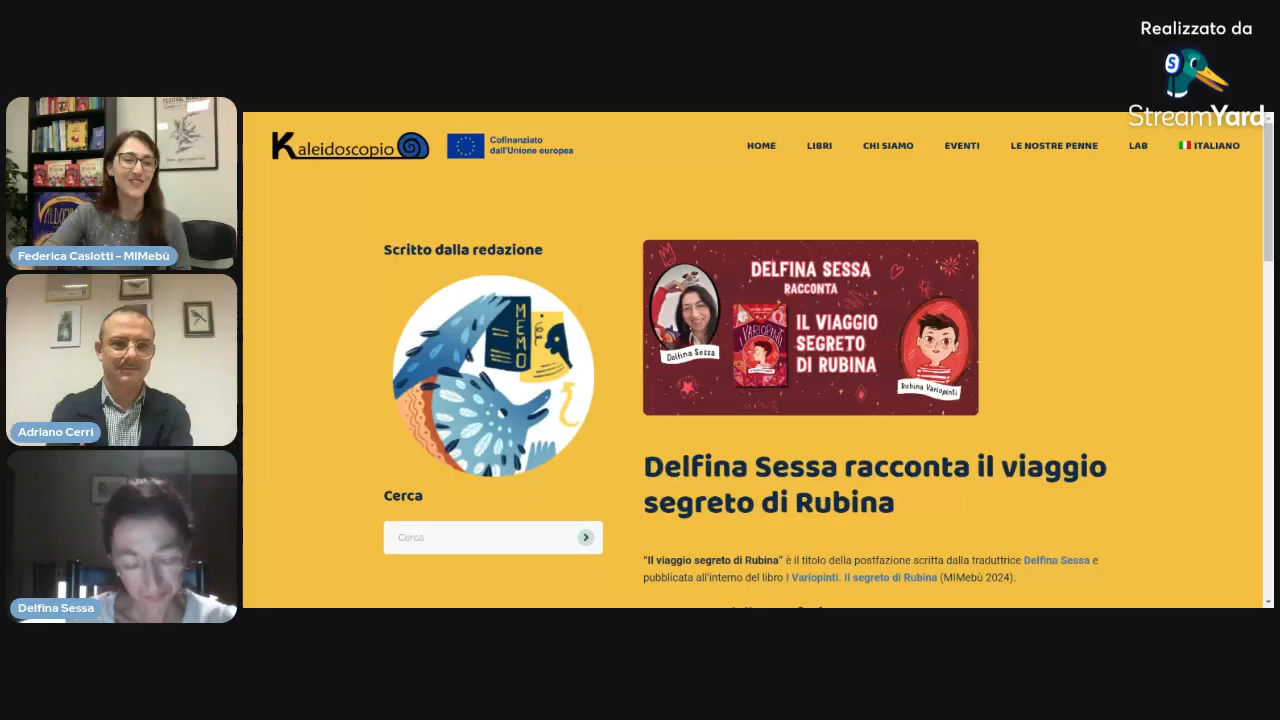 Realizzato da
S
StreamYard
Federica Casiotti - MIMebù
Adriano Cerri
Delfina Sessa
Kaleidoscopio
Cofinanziato
dall'Unione europea
HOME LIBRI CHI SIAMO EVENTI LE NOSTRE PENNE LAB ITALIANO
Scritto dalla redazione
MEMO
Cerca
Cerca
DELFINA SESSA
RACCONTA
IL VIAGGIO
SEGRETO
DI RUBINA
VARIOPINTI
Delfina Sessa
Rubina Variopinti
Delfina Sessa racconta il viaggio
segreto di Rubina
“Il viaggio segreto di Rubina” è il titolo della postfazione scritta dalla traduttrice Delfina Sessa e
pubblicata all'interno del libro I Variopinti. Il segreto di Rubina (MIMebù 2024).